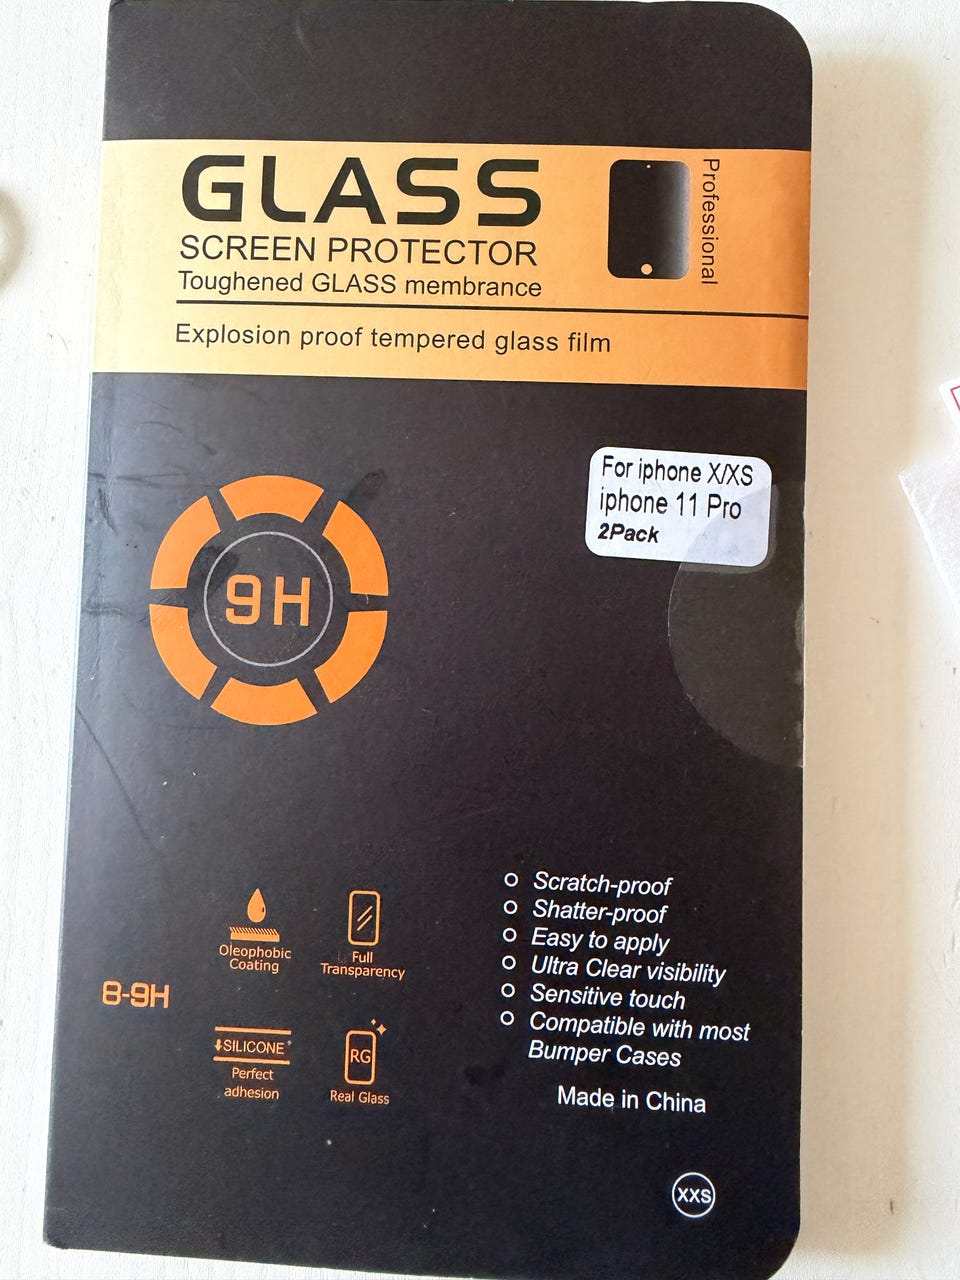 GLASS
SCREEN PROTECTOR
Toughened GLASS membrance
Professional
Explosion proof tempered glass film
For iphone X/XS
iphone 11 Pro
2Pack
9H
Oleophobic
Coating
Full
Transparency
8-9H
SILICONE
Perfect
adhesion
RG
Real Glass
Scratch-proof
Shatter-proof
Easy to apply
Ultra Clear visibility
Sensitive touch
Compatible with most
Bumper Cases
Made in China
XXS